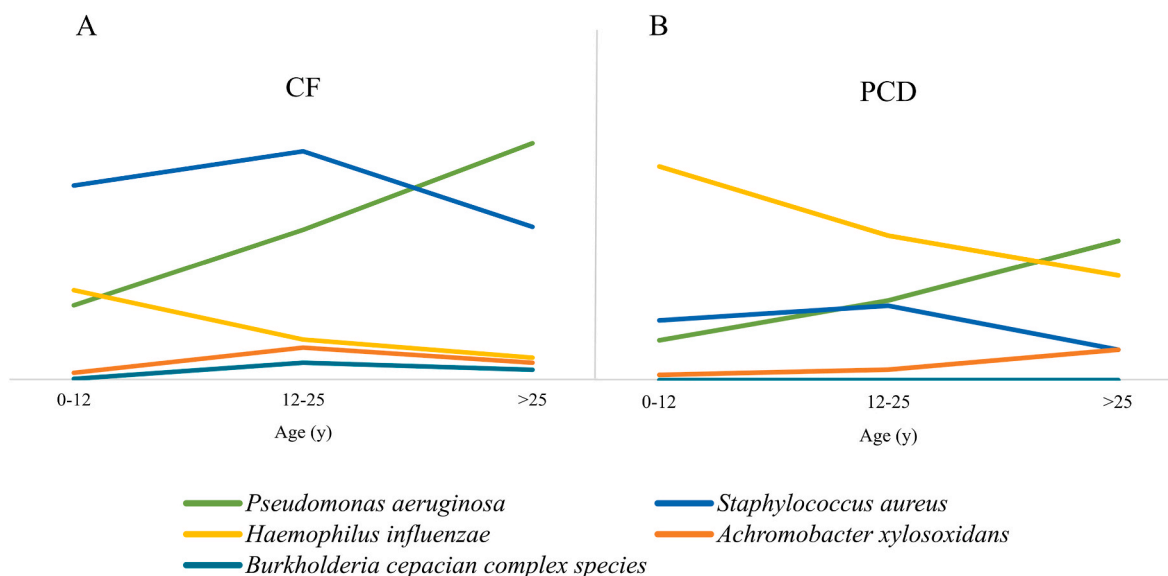 A
B
CF
PCD
0-12 12-25 >25
0-12 12-25 >25
Age (y)
Age (y)
Pseudomonas aeruginosa
Staphylococcus aureus
Haemophilus influenzae
Achromobacter xylosoxidans
Burkholderia cepacian complex species